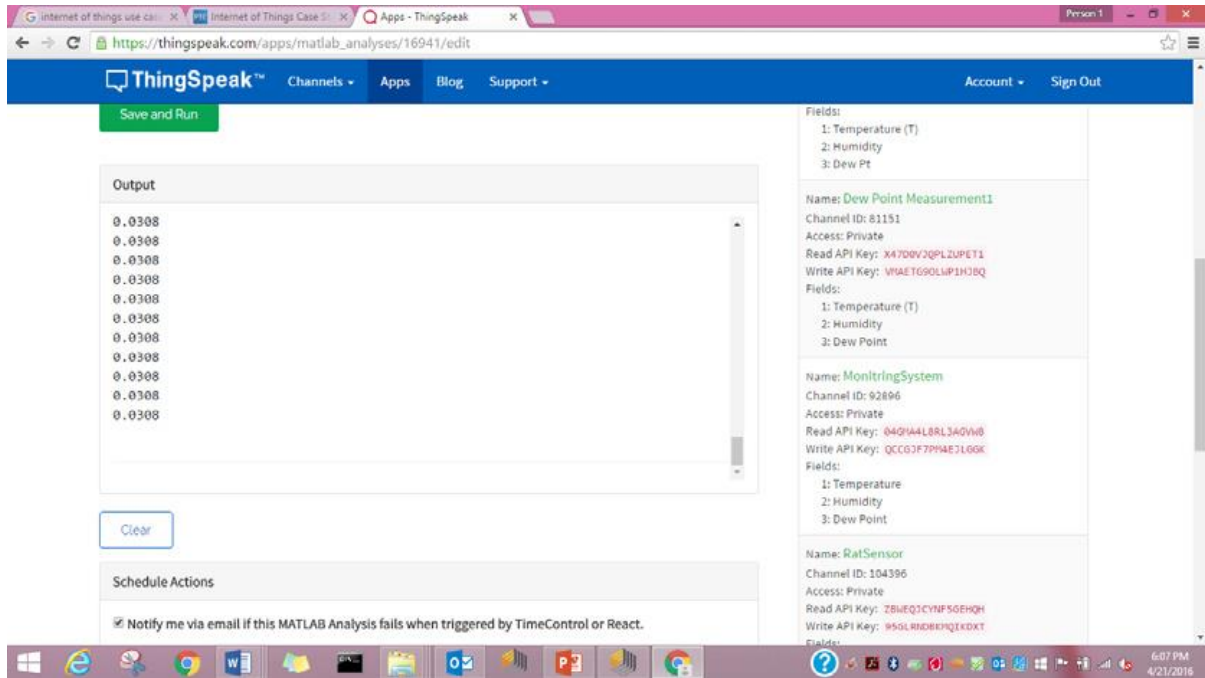 internet of things use cas
Internet of Things Case St
Apps - ThingSpeak
Person 1
https://thingspeak.com/apps/matlab_analyses/16941/edit
ThingSpeak™
Channels
Apps
Blog
Support
Account
Sign Out
Save and Run
Output
0.0308
0.0308
0.0308
0.0308
0.0308
0.0308
0.0308
0.0308
0.0308
0.0308
0.0308
Clear
Schedule Actions
Notify me via email if this MATLAB Analysis fails when triggered by TimeControl or React.
Fields:
1: Temperature (T)
2: Humidity
3: Dew Pt
Name: Dew Point Measurement1
Channel ID: 81151
Access: Private
Read API Key:
Write API Key:
Fields:
1: Temperature (T)
2: Humidity
3: Dew Point
Name: MonitringSystem
Channel ID: 92896
Access: Private
Read API Key:
Write API Key:
Fields:
1: Temperature
2: Humidity
3: Dew Point
Name: RatSensor
Channel ID: 104396
Access: Private
Read API Key:
Write API Key:
Fields:
6:07 PM
4/21/2016